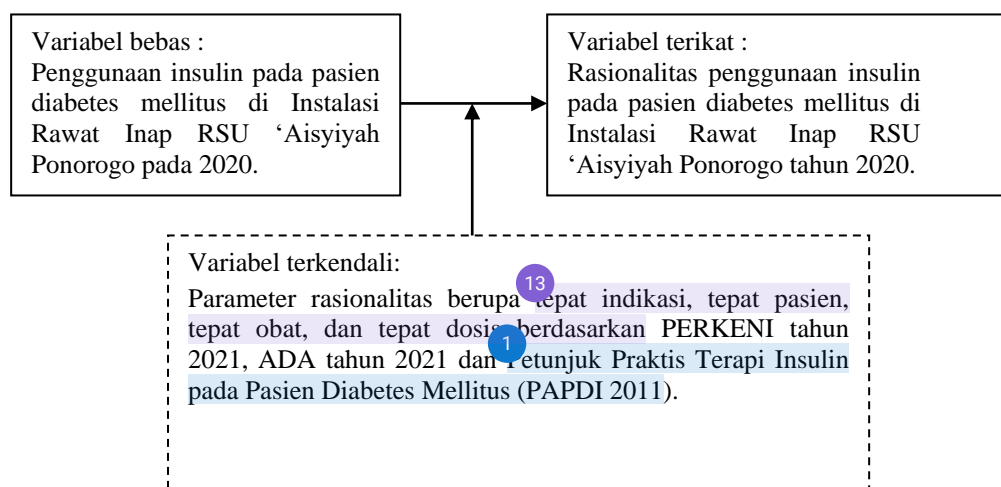 Variabel bebas :
Penggunaan insulin pada pasien
diabetes mellitus di Instalasi
Rawat Inap RSU ‘Aisyiyah
Ponorogo pada 2020.
Variabel terikat :
Rasionalitas penggunaan insulin
pada pasien diabetes mellitus di
Instalasi Rawat Inap RSU
‘Aisyiyah Ponorogo tahun 2020.
Variabel terkendali:
13
Parameter rasionalitas berupa tepat indikasi, tepat pasien,
tepat obat, dan tepat dosis berdasarkan PERKENI tahun
1
2021, ADA tahun 2021 dan Petunjuk Praktis Terapi Insulin
pada Pasien Diabetes Mellitus (PAPDI 2011).